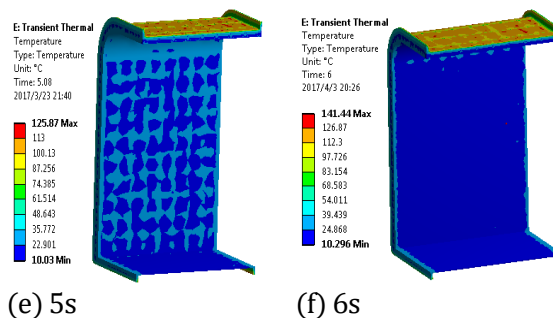 E: Transient Thermal
Temperature
Type: Temperature
Unit: °C
Time: 5.08
2017/3/23 21:40
125.87 Max
113
100.13
87.256
74.385
61.514
48.643
35.772
22.901
10.03 Min
(e) 5s
E: Transient Thermal
Temperature
Type: Temperature
Unit: °C
Time: 6
2017/4/3 20:26
141.44 Max
126.87
112.3
97.726
83.154
68.583
54.011
39.439
24.868
10.296 Min
(f) 6s